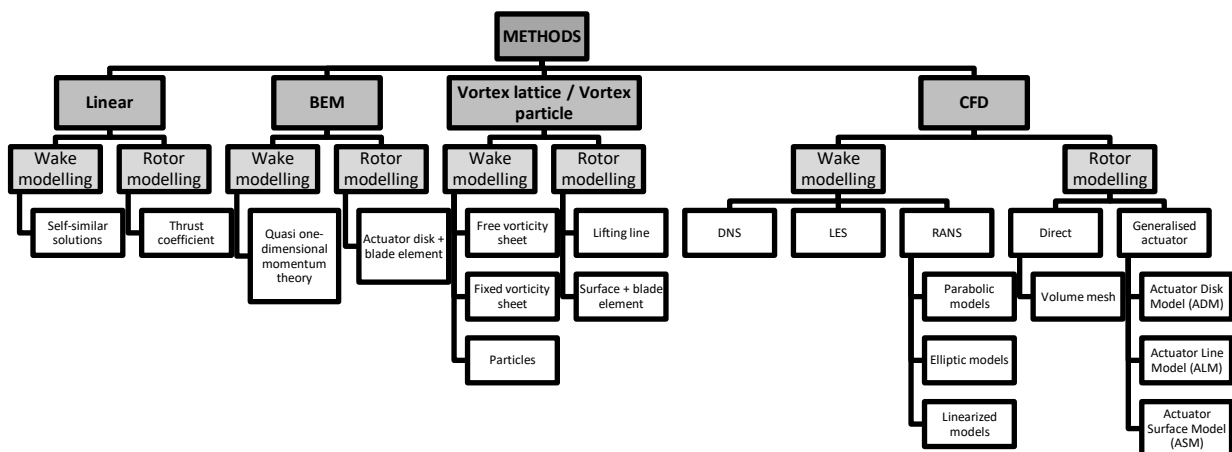 METHODS
Linear
BEM
Vortex lattice / Vortex
particle
CFD
Wake
modelling
Rotor
modelling
Wake
modelling
Rotor
modelling
Wake
modelling
Rotor
modelling
Wake
modelling
Rotor
modelling
Self-similar
solutions
Thrust
coefficient
Quasi one-
dimensional
momentum
theory
Actuator disk +
blade element
Free vorticity
sheet
Fixed vorticity
sheet
Particles
Lifting line
Surface + blade
element
DNS
LES
RANS
Parabolic
models
Elliptic models
Linearized
models
Direct
Volume mesh
Generalised
actuator
Actuator Disk
Model (ADM)
Actuator Line
Model (ALM)
Actuator
Surface Model
(ASM)